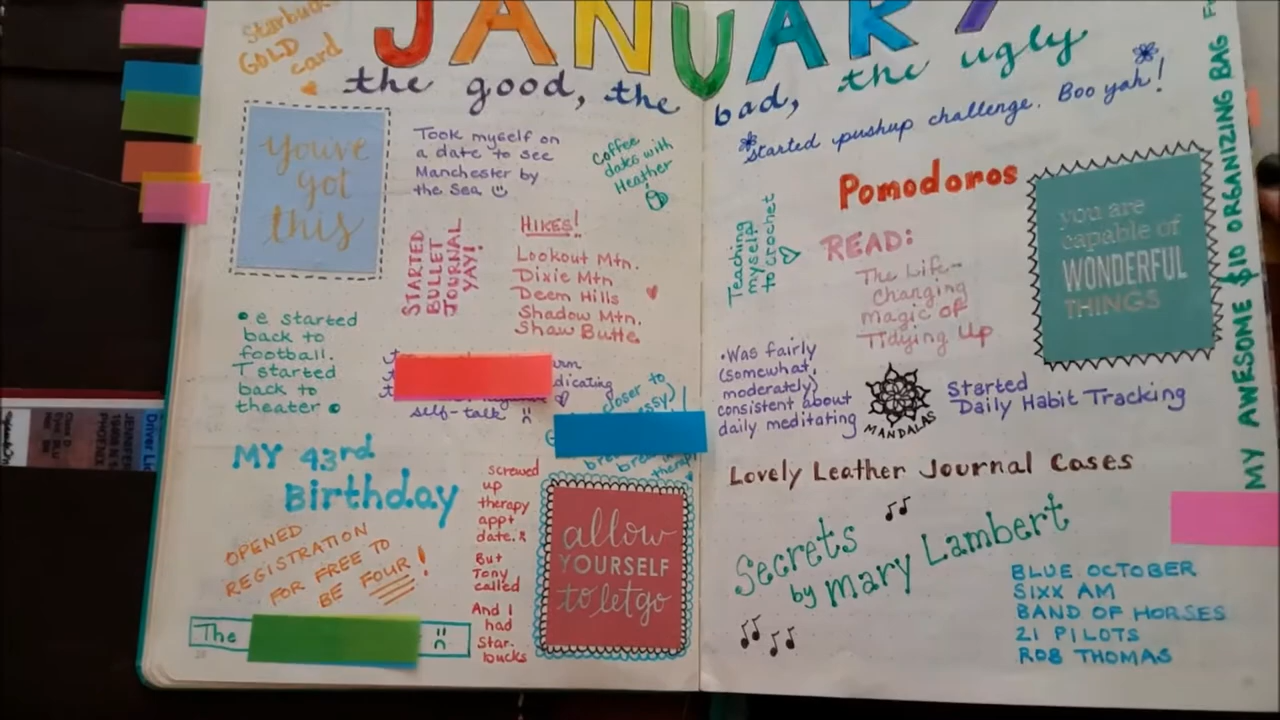 Starbucks
GOLD
card
JANUARY
the good, the bad, the ugly
You've
got
this
Took myself on
a date to see
Manchester by
the Sea
Coffee
dates with
Heather
STARTED
BULLET
JOURNAL
YAY!
HIKES!
Lookout Mtn.
Dixie Mtn
Deem Hills
Shadow Mtn.
Shaw Butte
• e started
back to
football.
T started
back to
theater •
self-talk
closer to
MY 43rd
Birthday
OPENED
REGISTRATION
FOR FREE TO
BE FOUR!
The
screwed
up
therapy
appt
date. &
But
Tony
called
And I
had
Star-
bucks
allow
YOURSELF
to let go
Started pushup challenge. Boo yah!
Pomodoros
Teaching
myself
to crochet
READ:
The Life-
Changing
Magic of
Tidying Up
you are
capable of
WONDERFUL
THINGS
• Was fairly
(somewhat,
moderately)
consistent about
daily meditating
MANDALAS
Started
Daily Habit Tracking
Lovely Leather Journal Cases
Secrets
by Mary Lambert
BLUE OCTOBER
SIXX AM
BAND OF HORSES
21 PILOTS
ROB THOMAS
MY AWESOME $10 ORGANIZING BAG